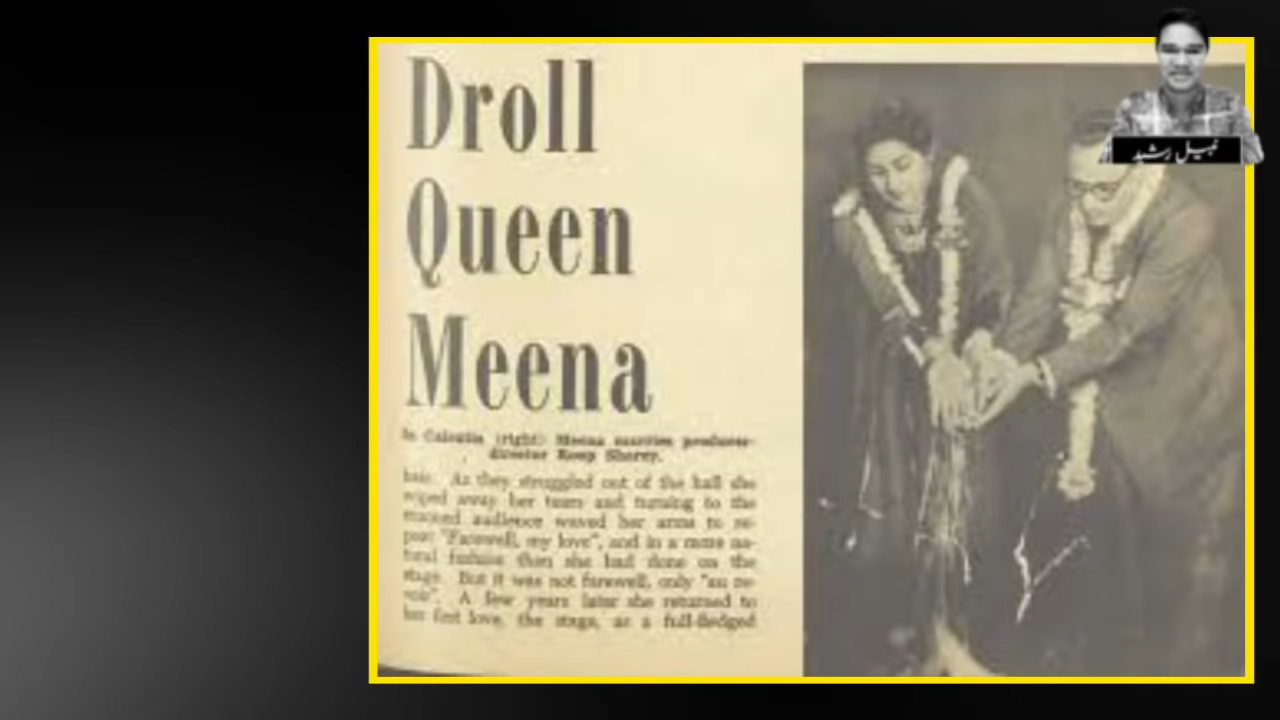 Droll
Queen
Meena
In Calcutta (right) Meena marries producer-
director Roop Shorey.
hair. As they struggled out of the hall she
wiped away her tears and turning to the
stunned audience waved her arms to re-
peat "Farewell, my love", and in a more na-
tural fashion than she had done on the
stage. But it was not farewell, only "au re-
voir". A few years later she returned to
her first love, the stage, as a full-fledged
نبیل رشید